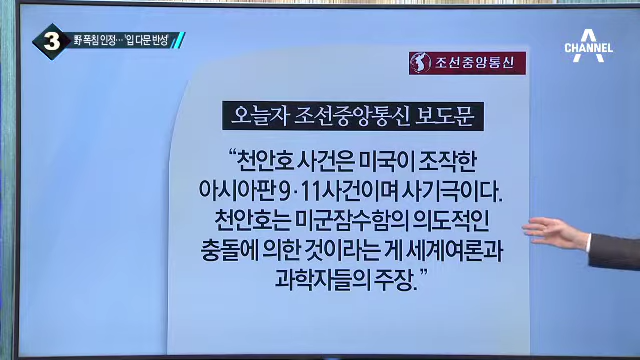 3 野 폭침 인정… '입 다문 반성'
CHANNEL A
조선중앙통신
오늘자 조선중앙통신 보도문
“천안호 사건은 미국이 조작한
아시아판 9·11사건이며 사기극이다.
천안호는 미군잠수함의 의도적인
충돌에 의한 것이라는 게 세계여론과
과학자들의 주장.”